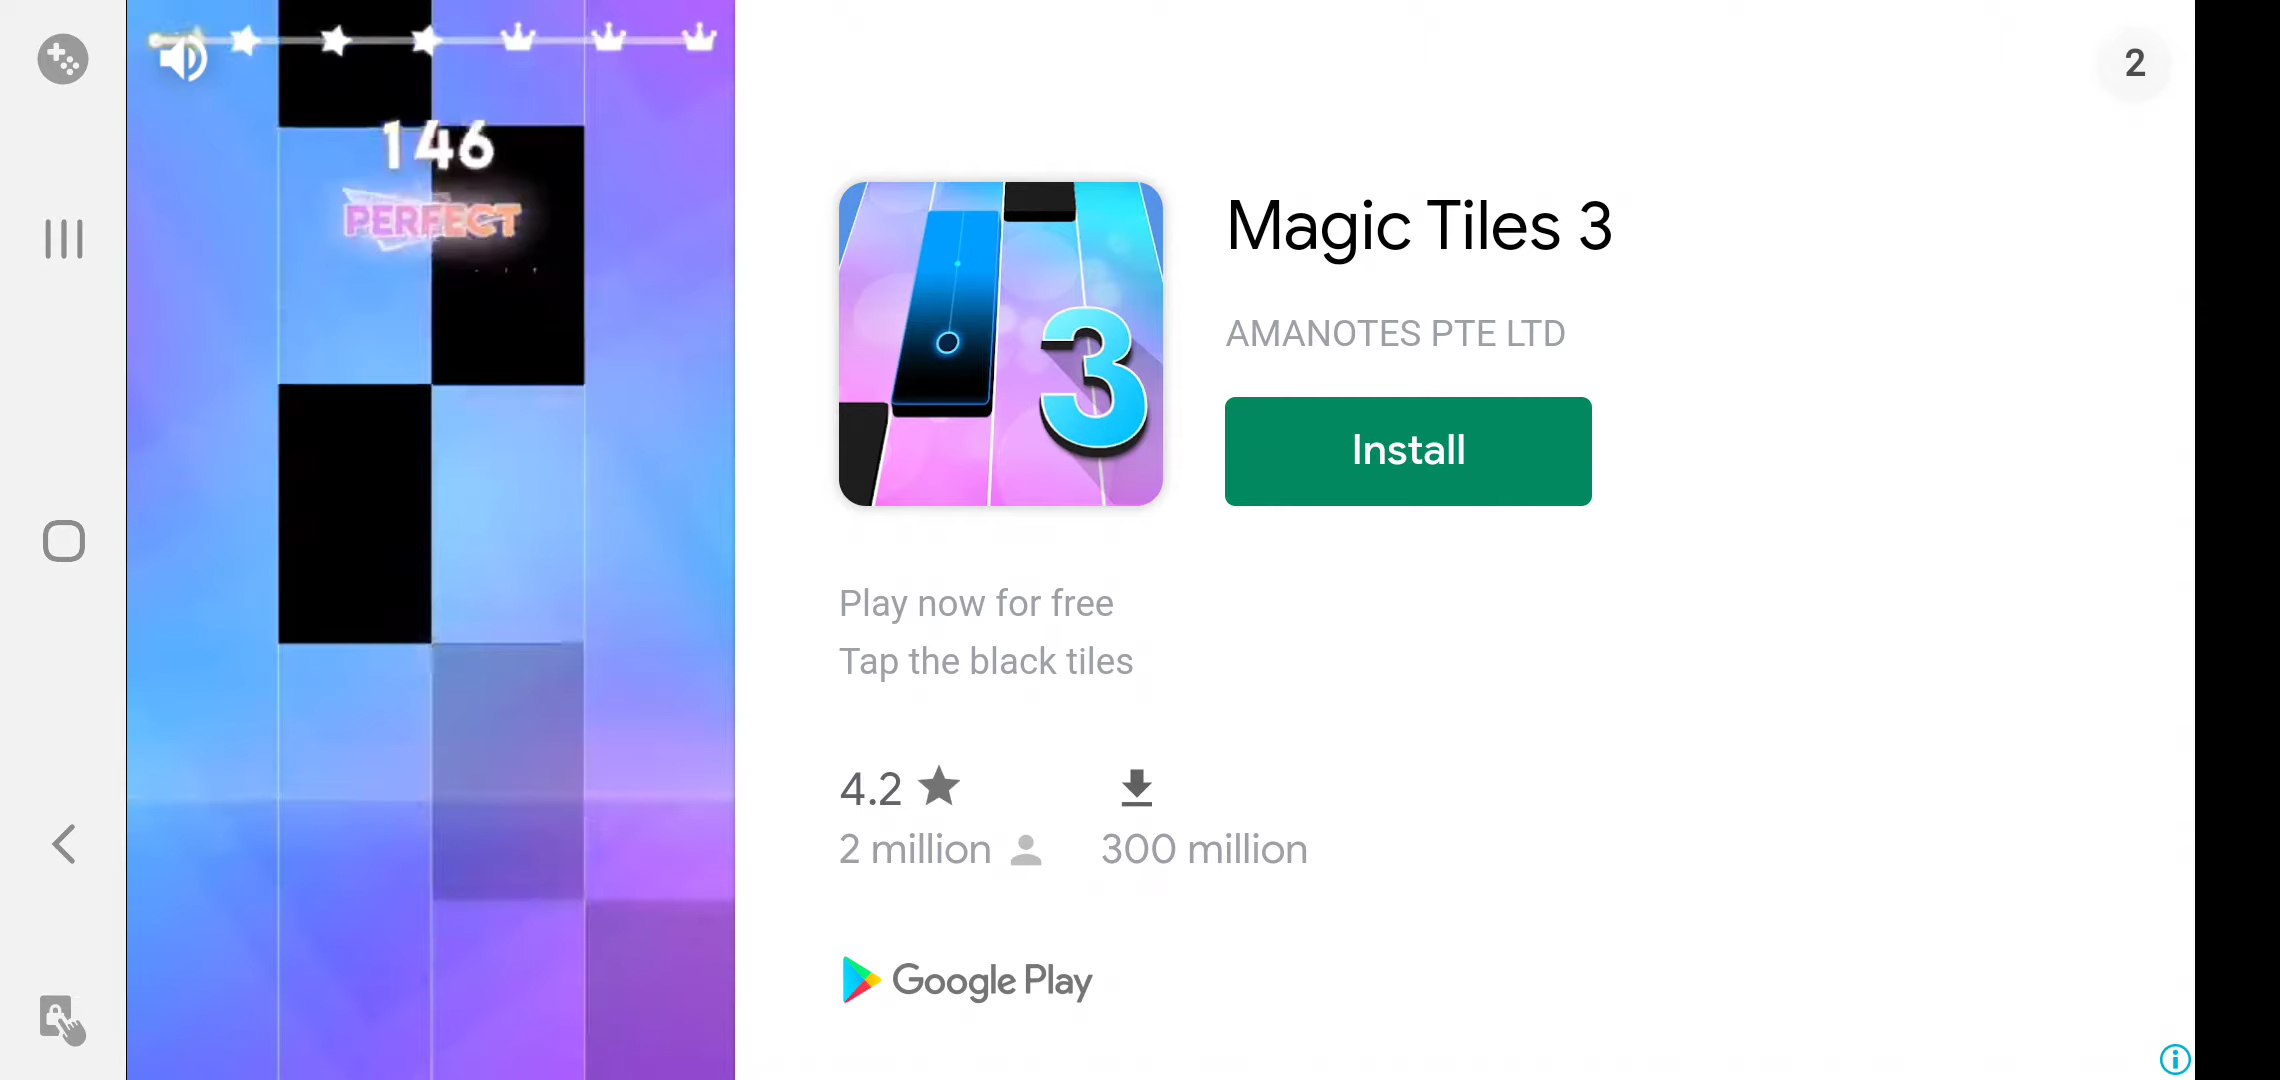 146
PERFECT
2
3
Magic Tiles 3
AMANOTES PTE LTD
Install
Play now for free
Tap the black tiles
4.2
2 million
300 million
Google Play